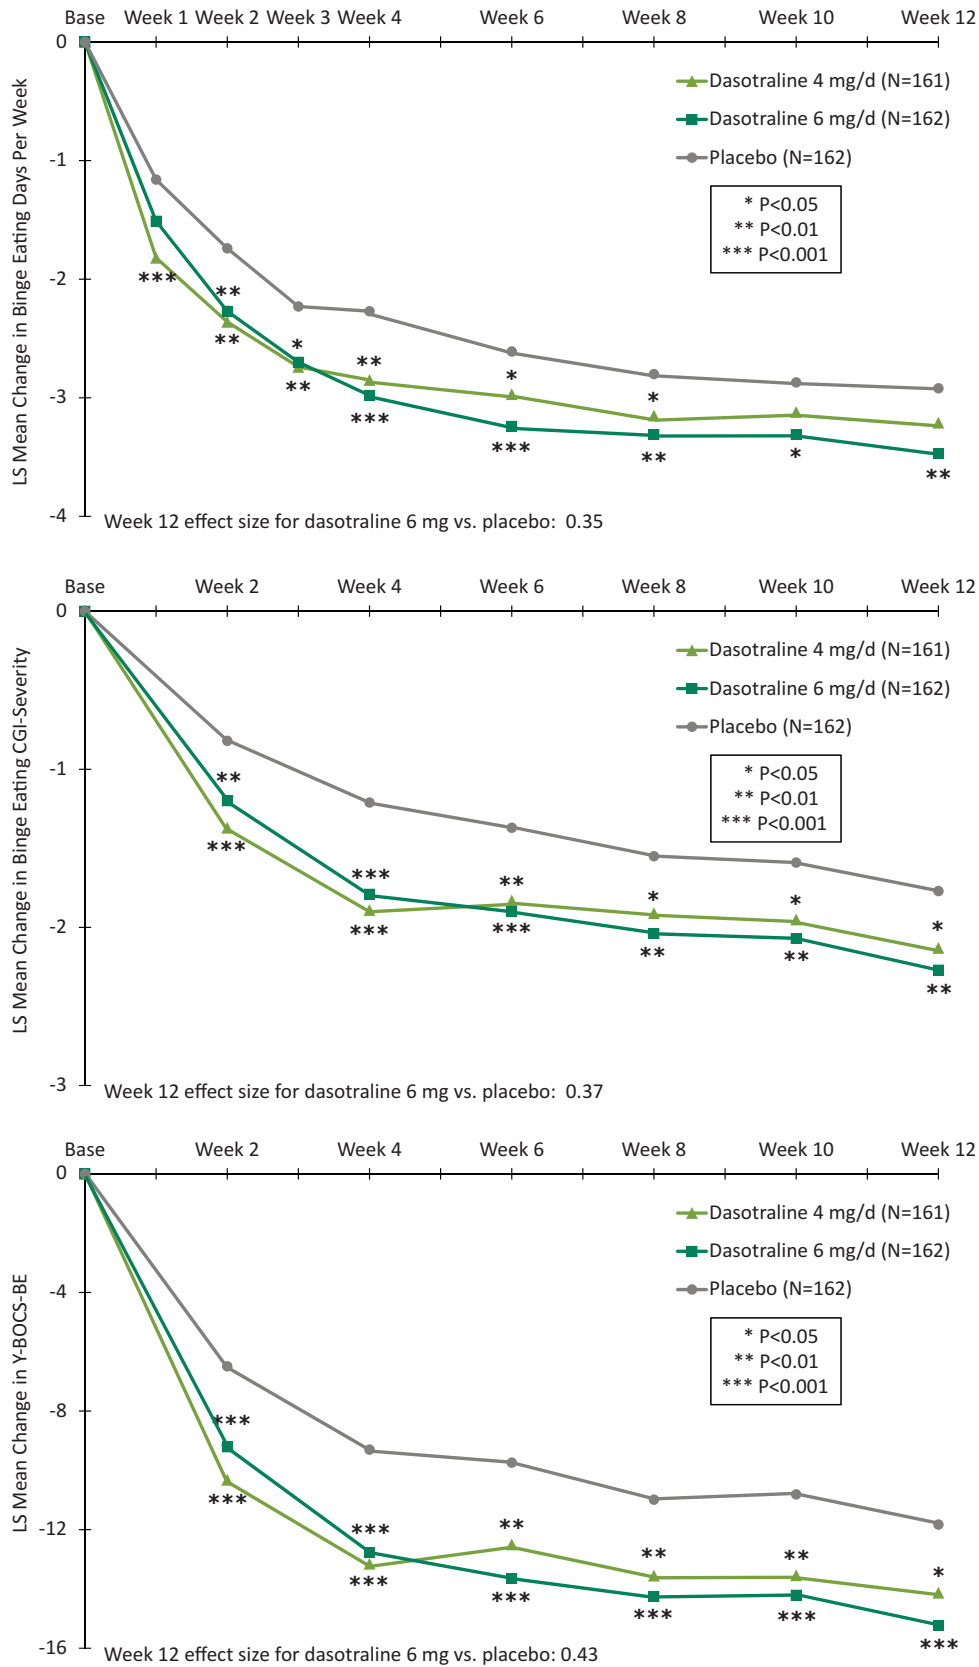 Base Week 1 Week 2 Week 3 Week 4 Week 6 Week 8 Week 10 Week 12
0
-1
-2
-3
-4
LS Mean Change in Binge Eating Days Per Week
Dasotraline 4 mg/d (N=161)
Dasotraline 6 mg/d (N=162)
Placebo (N=162)
* P<0.05
** P<0.01
*** P<0.001
**
***
**
*
**
**
***
*
***
*
**
*
**
Week 12 effect size for dasotraline 6 mg vs. placebo: 0.35
Base Week 2 Week 4 Week 6 Week 8 Week 10 Week 12
0
-1
-2
-3
LS Mean Change in Binge Eating CGI-Severity
Dasotraline 4 mg/d (N=161)
Dasotraline 6 mg/d (N=162)
Placebo (N=162)
* P<0.05
** P<0.01
*** P<0.001
**
***
***
***
**
***
*
**
*
**
*
**
Week 12 effect size for dasotraline 6 mg vs. placebo: 0.37
Base Week 2 Week 4 Week 6 Week 8 Week 10 Week 12
0
-4
-8
-12
-16
LS Mean Change in Y-BOCS-BE
Dasotraline 4 mg/d (N=161)
Dasotraline 6 mg/d (N=162)
Placebo (N=162)
* P<0.05
** P<0.01
*** P<0.001
***
***
***
***
**
***
**
***
**
***
*
***
Week 12 effect size for dasotraline 6 mg vs. placebo: 0.43